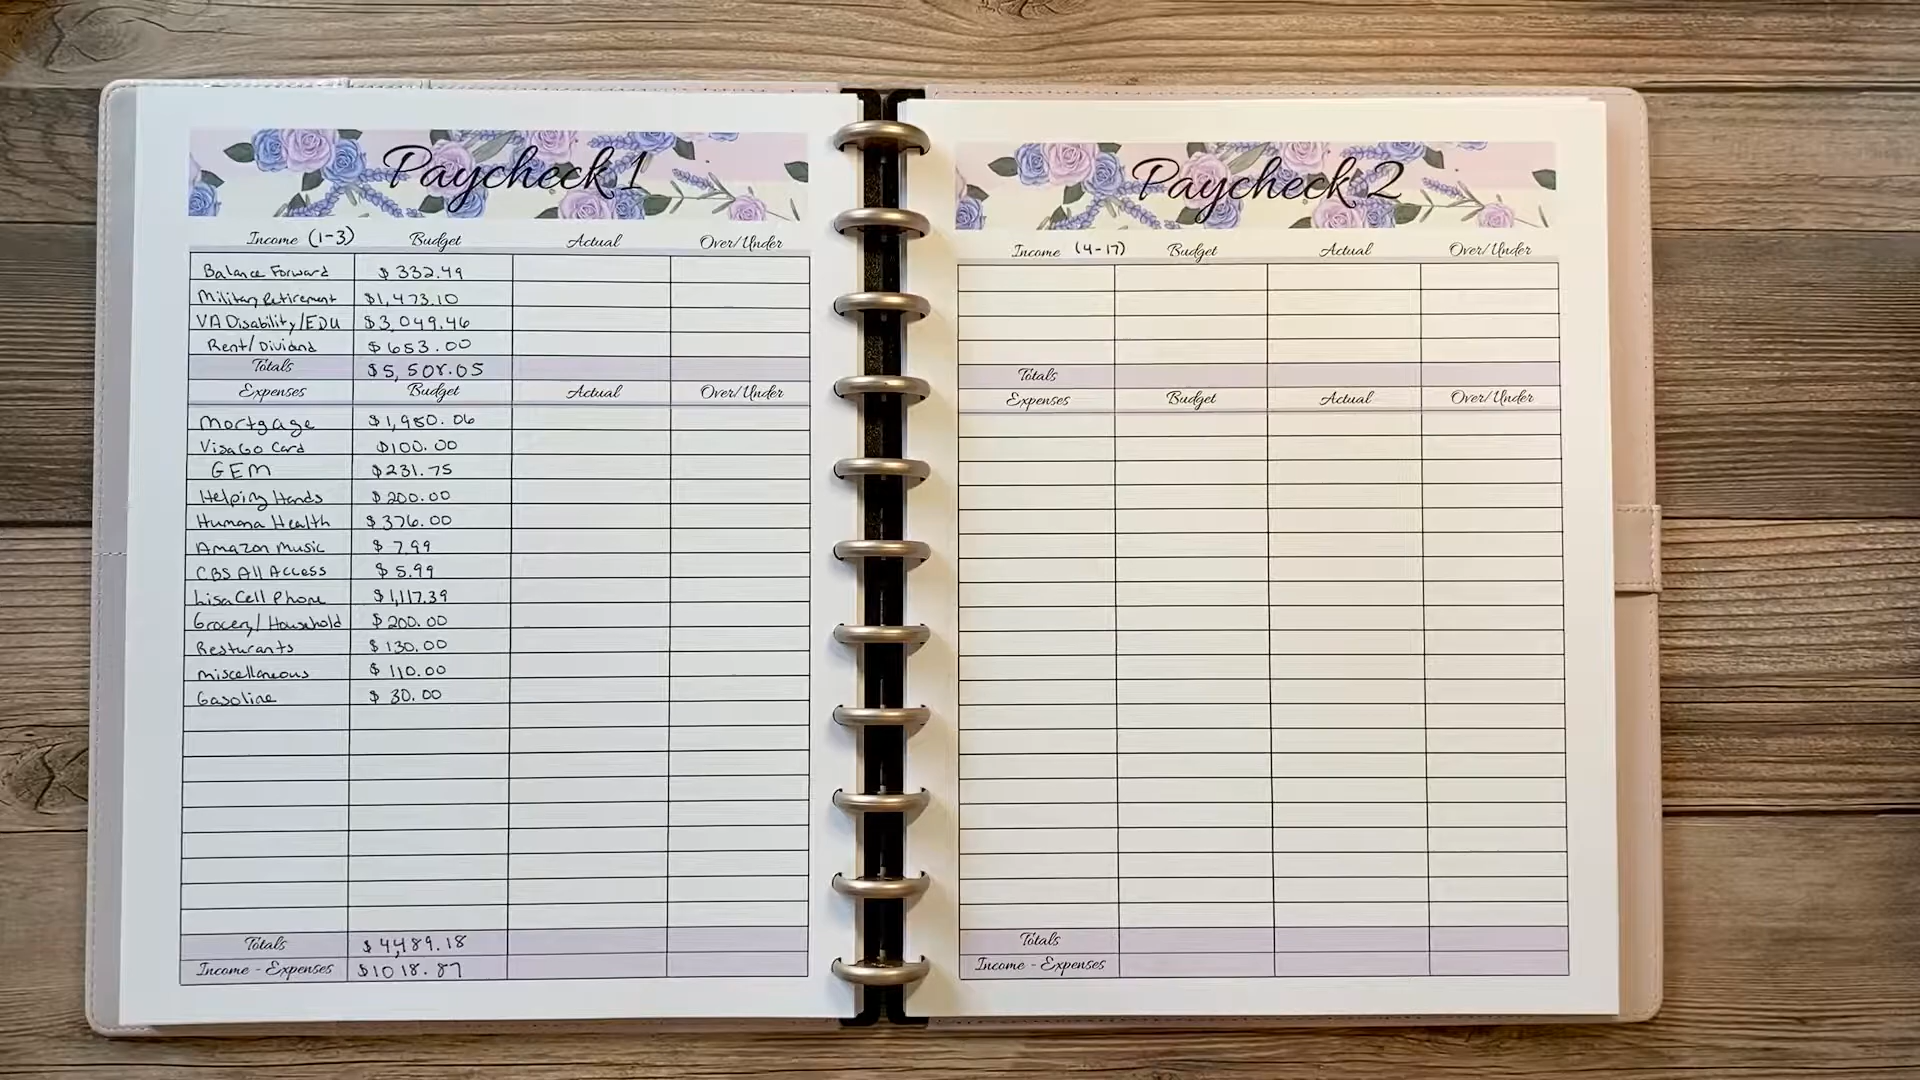 Paycheck 1
Income (1-3) Budget Actual Over/Under
Balance Forward $332.49
Military Retirement $1,473.10
VA Disability/EDU $3,049.46
Rent/Dividand $653.00
Totals $5,508.05
Expenses Budget Actual Over/Under
Mortgage $1,980.06
Visa Go Card $100.00
GEM $231.75
Helping Hands $200.00
Humana Health $376.00
Amazon Music $7.99
CBS All Access $5.99
Lisa Cell Phone $1,117.39
Grocery/Household $200.00
Resturants $130.00
miscellaneous $110.00
Gasoline $30.00
Totals $4,489.18
Income - Expenses $1018.87
Paycheck 2
Income (4-17) Budget Actual Over/Under
Totals
Expenses Budget Actual Over/Under
Totals
Income - Expenses